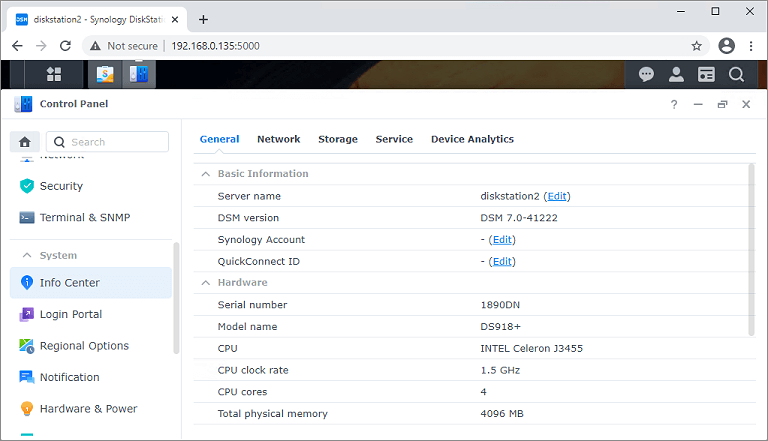 diskstation2 - Synology DiskStati
Not secure 192.168.0.135:5000
Control Panel
Search
General Network Storage Service Device Analytics
Network
Security
Terminal & SNMP
System
Info Center
Login Portal
Regional Options
Notification
Hardware & Power
Basic Information
Server name diskstation2 (Edit)
DSM version DSM 7.0-41222
Synology Account - (Edit)
QuickConnect ID - (Edit)
Hardware
Serial number 1890DN
Model name DS918+
CPU INTEL Celeron J3455
CPU clock rate 1.5 GHz
CPU cores 4
Total physical memory 4096 MB